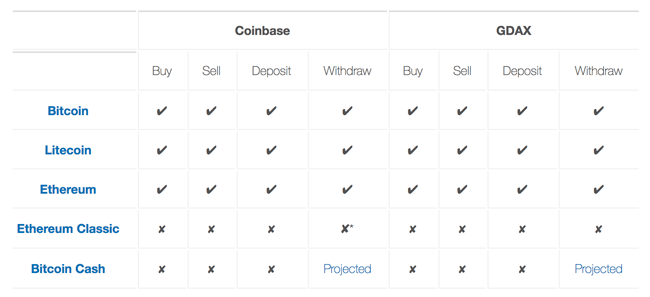 Coinbase GDAX
Buy Sell Deposit Withdraw Buy Sell Deposit Withdraw
Bitcoin ✔ ✔ ✔ ✔ ✔ ✔ ✔ ✔
Litecoin ✔ ✔ ✔ ✔ ✔ ✔ ✔ ✔
Ethereum ✔ ✔ ✔ ✔ ✔ ✔ ✔ ✔
Ethereum Classic ✘ ✘ ✘ ✘* ✘ ✘ ✘ ✘
Bitcoin Cash ✘ ✘ ✘ Projected ✘ ✘ ✘ Projected